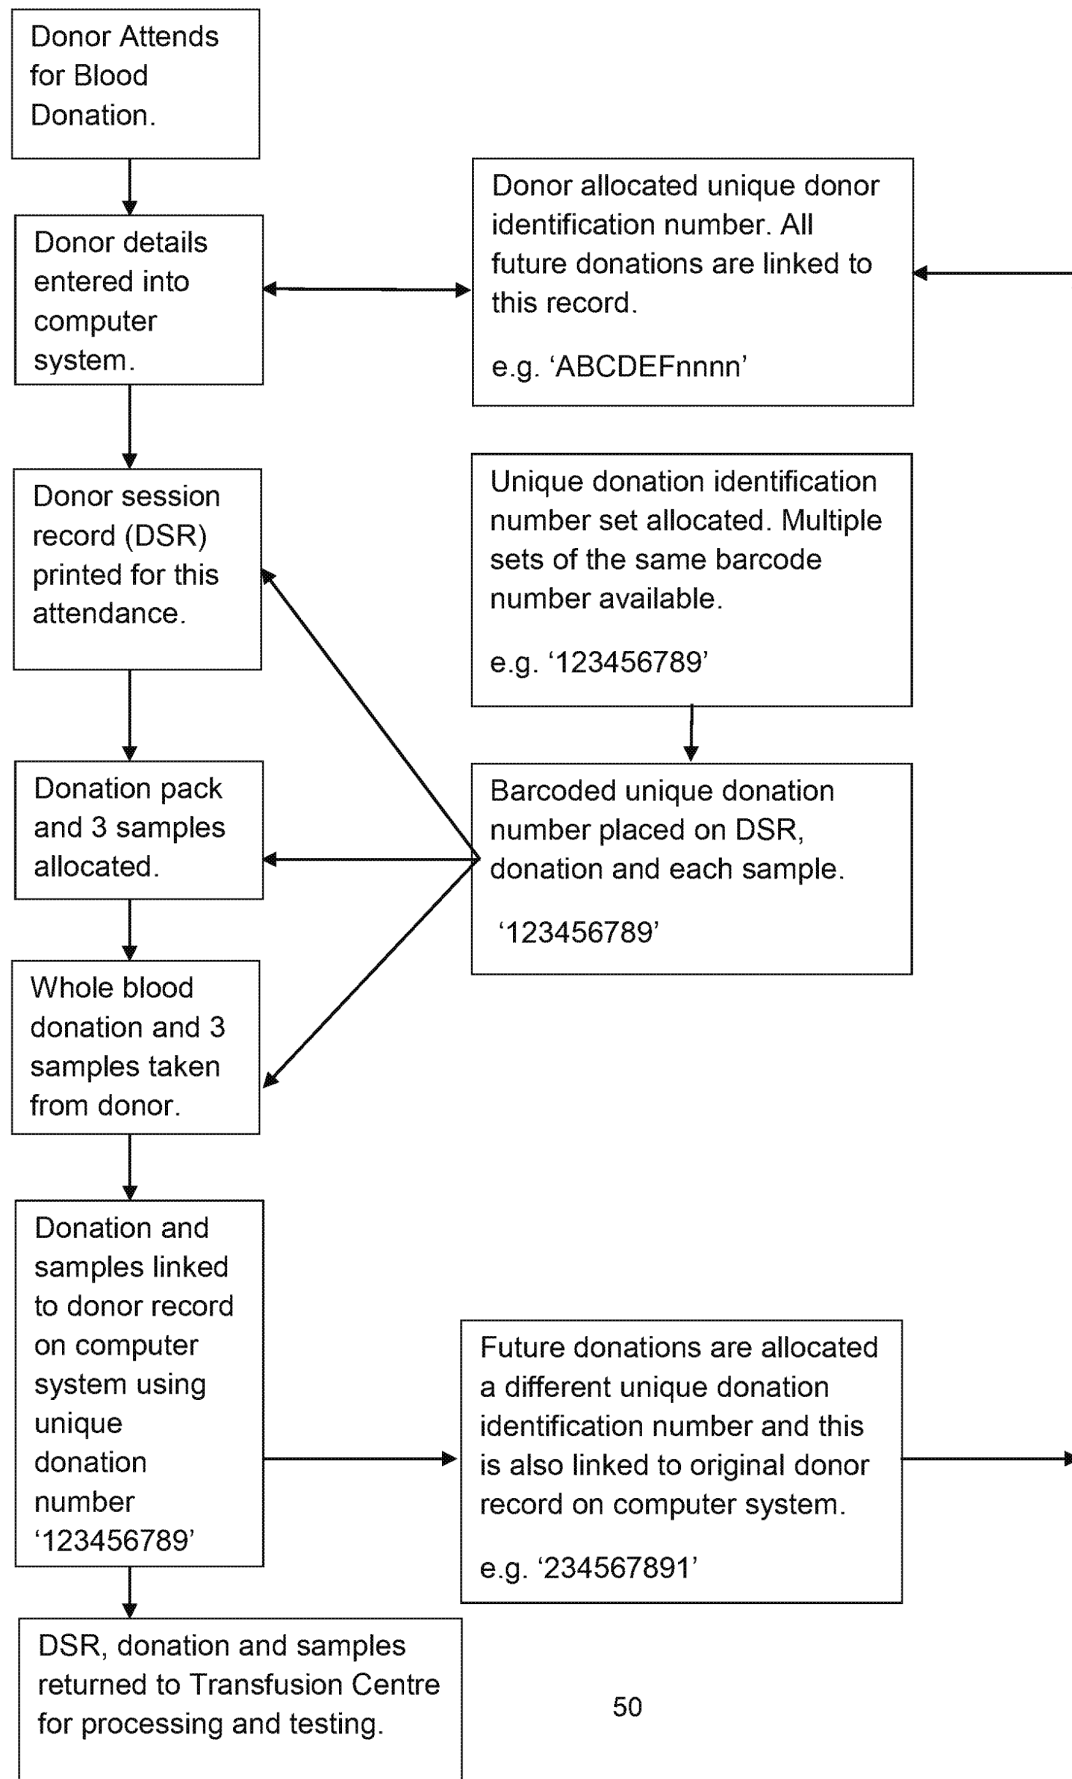 Donor Attends
for Blood
Donation.
Donor details
entered into
computer
system.
Donor allocated unique donor
identification number. All
future donations are linked to
this record.
e.g. ‘ABCDEFnnnn’
Donor session
record (DSR)
printed for this
attendance.
Unique donation identification
number set allocated. Multiple
sets of the same barcode
number available.
e.g. ‘123456789’
Donation pack
and 3 samples
allocated.
Barcoded unique donation
number placed on DSR,
donation and each sample.
‘123456789’
Whole blood
donation and 3
samples taken
from donor.
Donation and
samples linked
to donor record
on computer
system using
unique
donation
number
‘123456789’
Future donations are allocated
a different unique donation
identification number and this
is also linked to original donor
record on computer system.
e.g. ‘234567891’
DSR, donation and samples
returned to Transfusion Centre
for processing and testing.
50